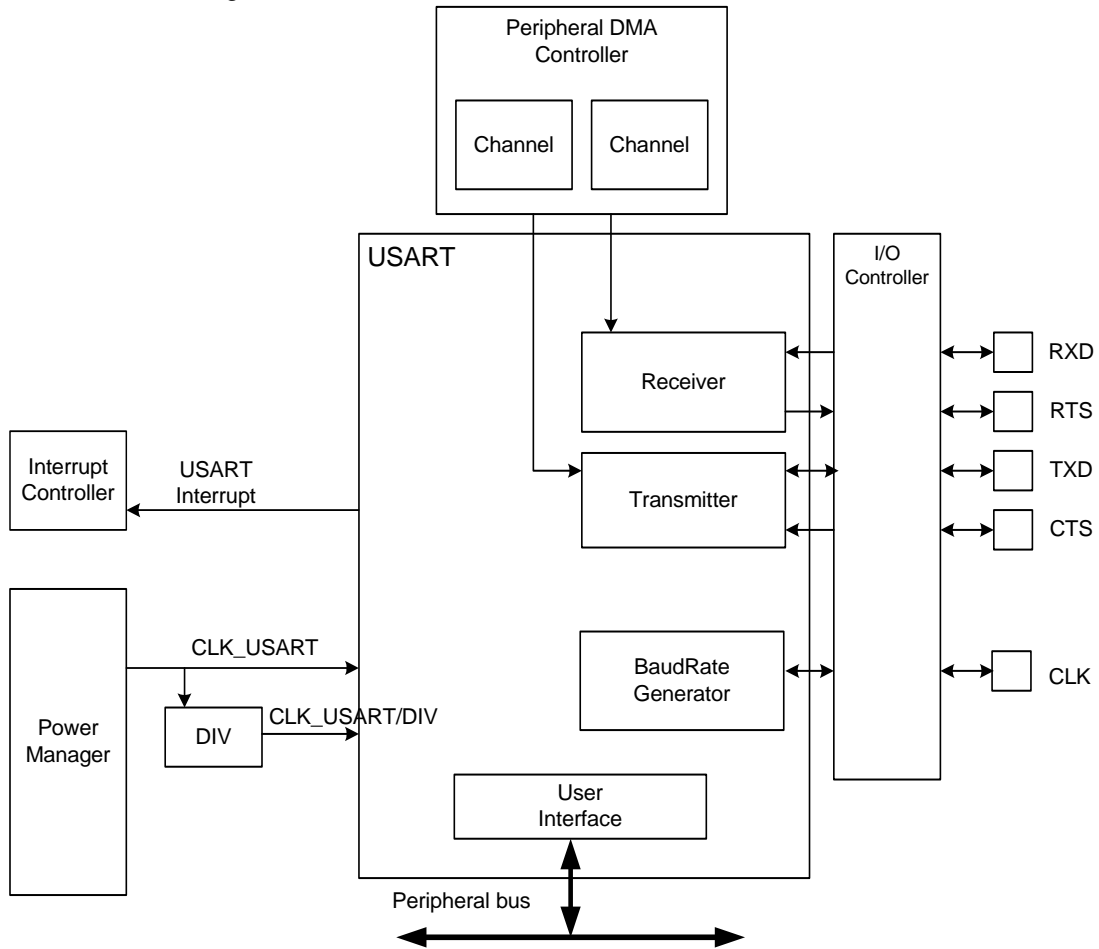 Peripheral DMA
Controller
Channel
Channel
USART
I/O
Controller
Receiver
RXD
RTS
Interrupt
Controller
USART
Interrupt
Transmitter
TXD
CTS
CLK_USART
BaudRate
Generator
CLK
Power
Manager
DIV
CLK_USART/DIV
User
Interface
Peripheral bus